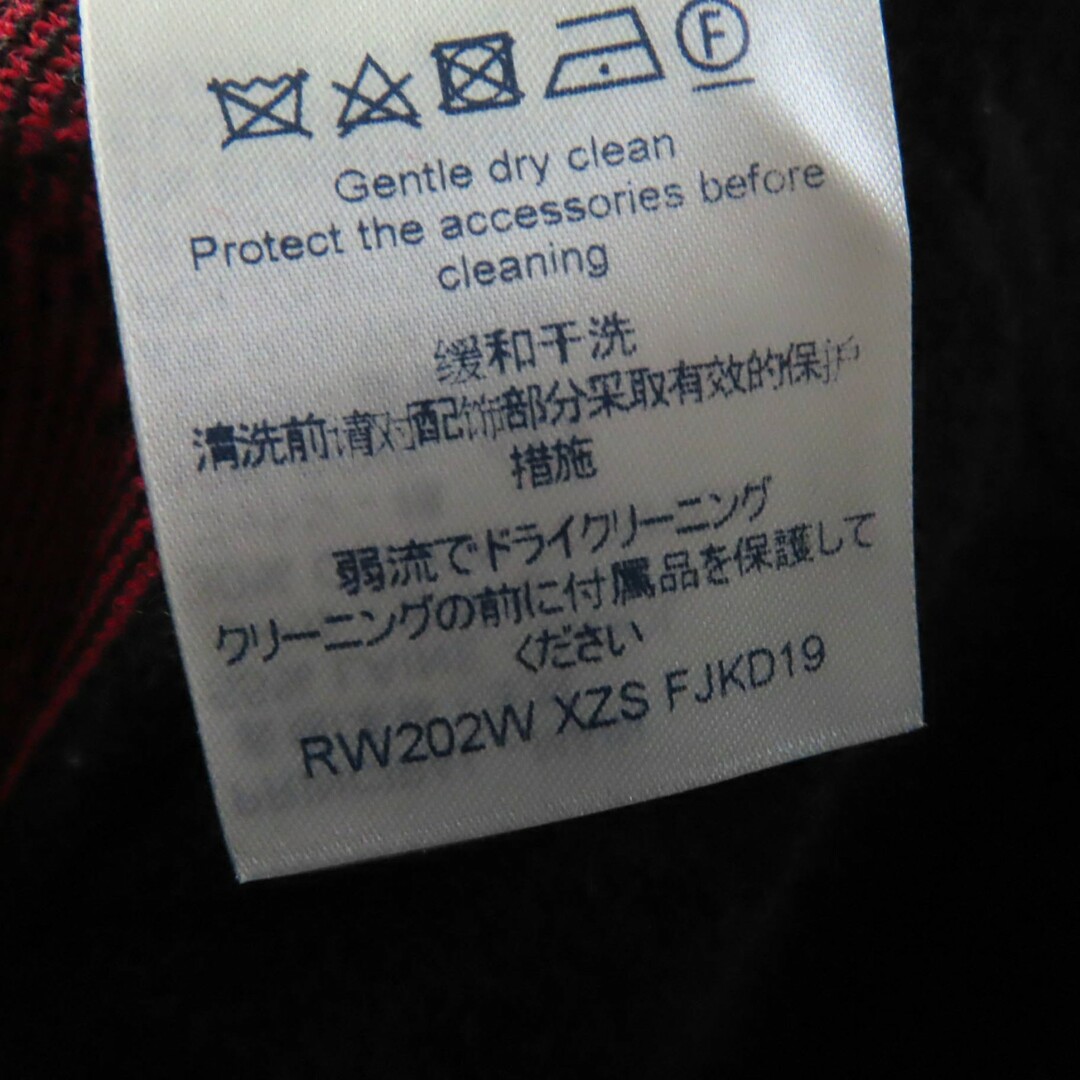 F
Gentle dry clean
Protect the accessories before
cleaning
缓和干洗
清洗前请对配饰部分采取有效的保护
措施
弱流でドライクリーニング
クリーニングの前に付属品を保護して
ください
RW202W XZS FJKD19